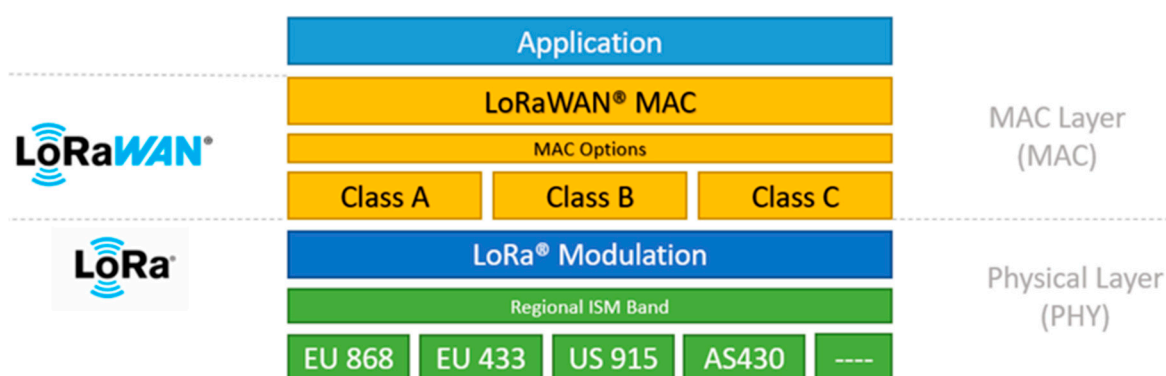 Application
LoRaWAN® MAC
LoRaWAN®
MAC Layer
(MAC)
MAC Options
Class A Class B Class C
LoRa® Modulation
LoRa®
Physical Layer
(PHY)
Regional ISM Band
EU 868 EU 433 US 915 AS430 ----